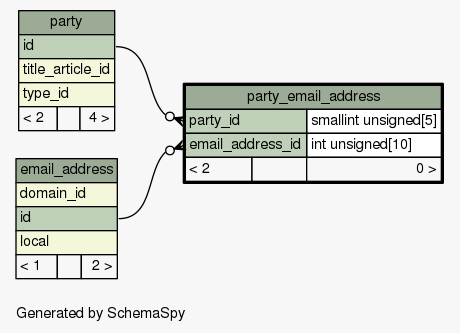 party
id
title_article_id
type_id
< 2 4 >
party_email_address
party_id smallint unsigned[5]
email_address_id int unsigned[10]
< 2 0 >
email_address
domain_id
id
local
< 1 2 >
Generated by SchemaSpy